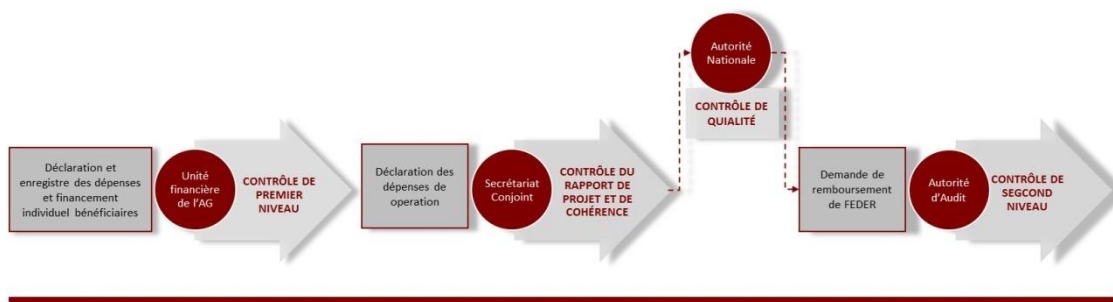 Déclaration et
enregistre des dépenses
et financement
individuel bénéficiaires
Unité
financière
de l'AG
CONTRÔLE DE
PREMIER
NIVEAU
Déclaration des
dépenses de
operation
Secrétariat
Conjoint
CONTRÔLE DU
RAPPORT DE
PROJET ET DE
COHÉRENCE
Autorité
Nationale
CONTRÔLE DE
QUIALITÉ
Demande de
remboursement
de FEDER
Autorité
d'Audit
CONTRÔLE DE
SEGCOND
NIVEAU